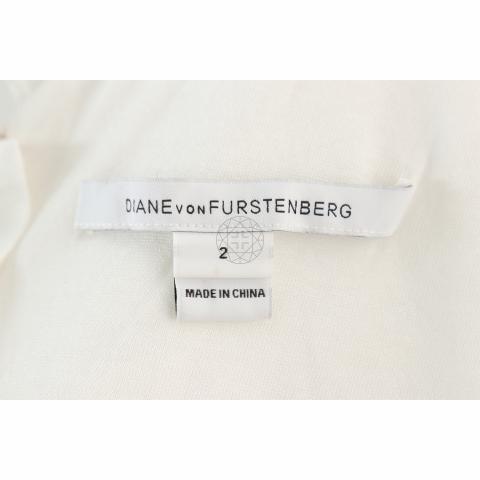 DIANE VON FURSTENBERG
2
MADE IN CHINA